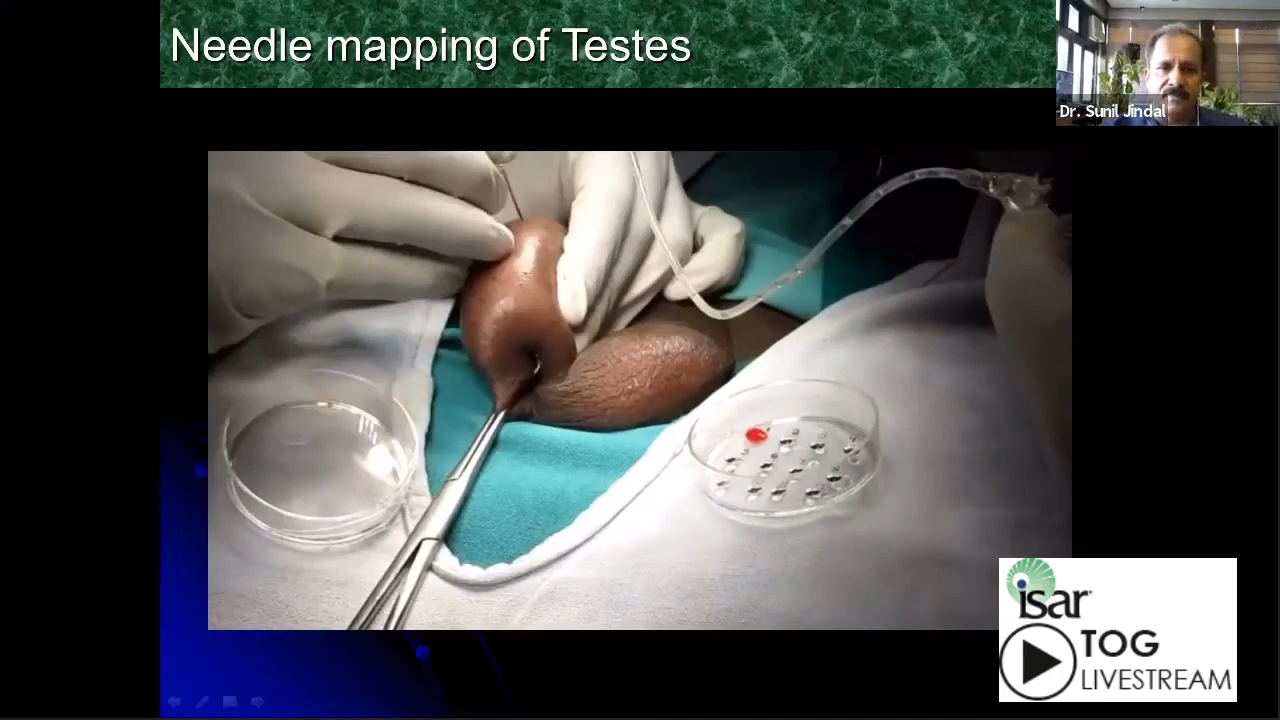 Needle mapping of Testes
Dr. Sunil Jindal
isar
TOG
LIVESTREAM